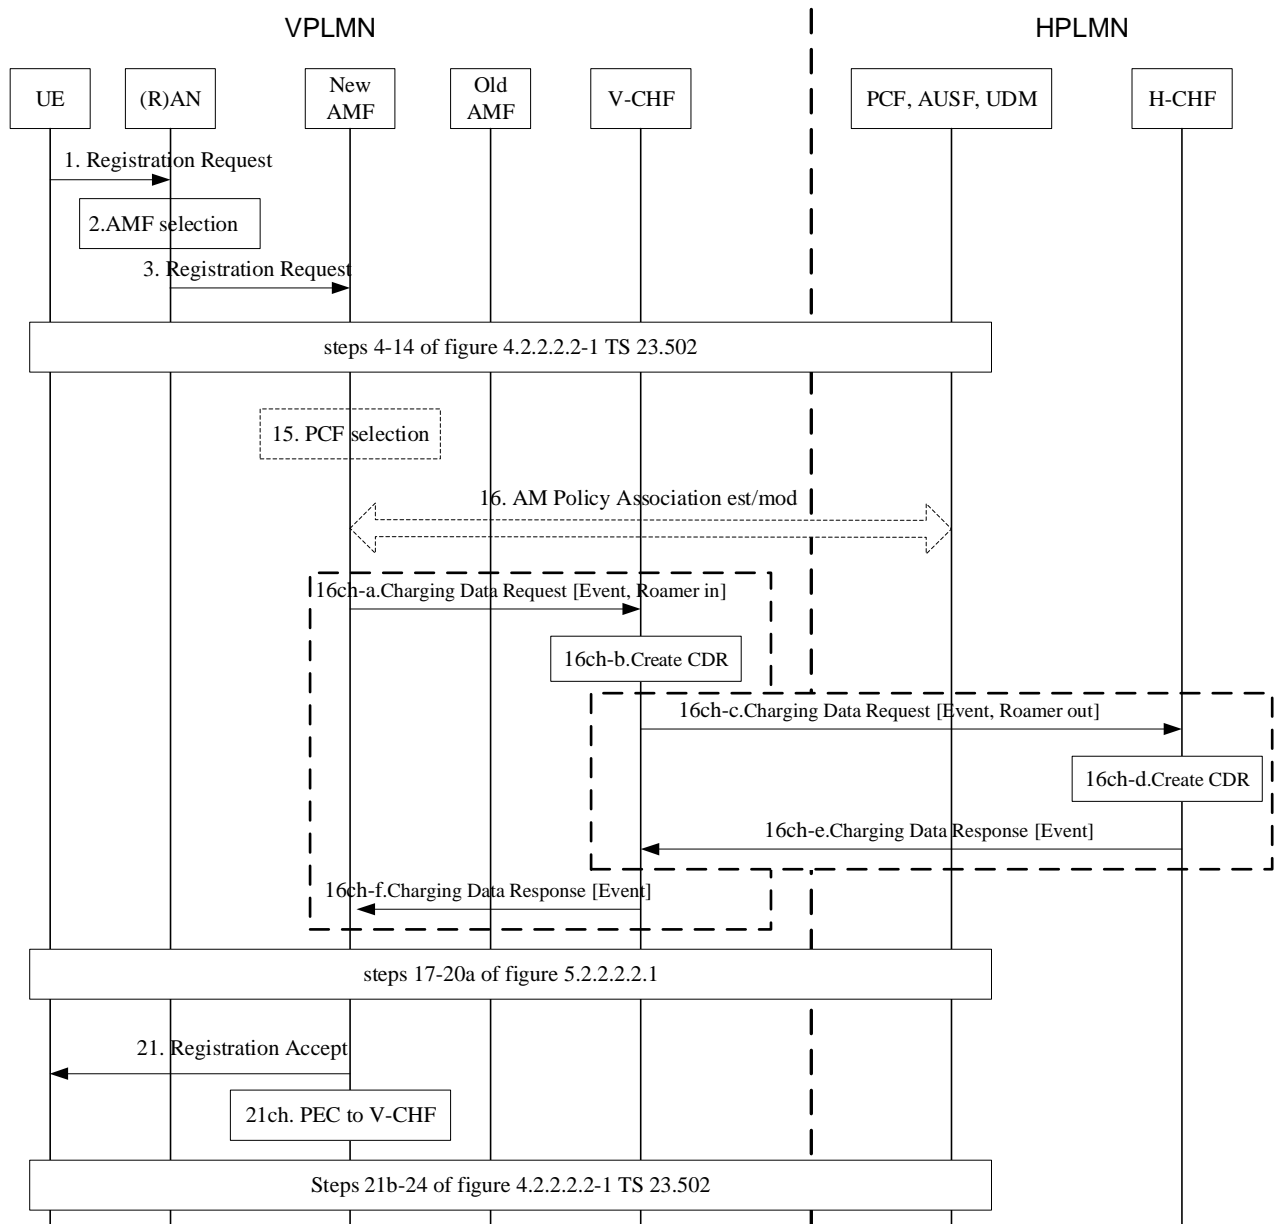 VPLMN
HPLMN
UE
(R)AN
New
AMF
Old
AMF
V-CHF
PCF, AUSF, UDM
H-CHF
1. Registration Request
2.AMF selection
3. Registration Request
steps 4-14 of figure 4.2.2.2.2-1 TS 23.502
15. PCF selection
16. AM Policy Association est/mod
16ch-a.Charging Data Request [Event, Roamer in]
16ch-b.Create CDR
16ch-c.Charging Data Request [Event, Roamer out]
16ch-d.Create CDR
16ch-e.Charging Data Response [Event]
16ch-f.Charging Data Response [Event]
steps 17-20a of figure 5.2.2.2.2.1
21. Registration Accept
21ch. PEC to V-CHF
Steps 21b-24 of figure 4.2.2.2.2-1 TS 23.502